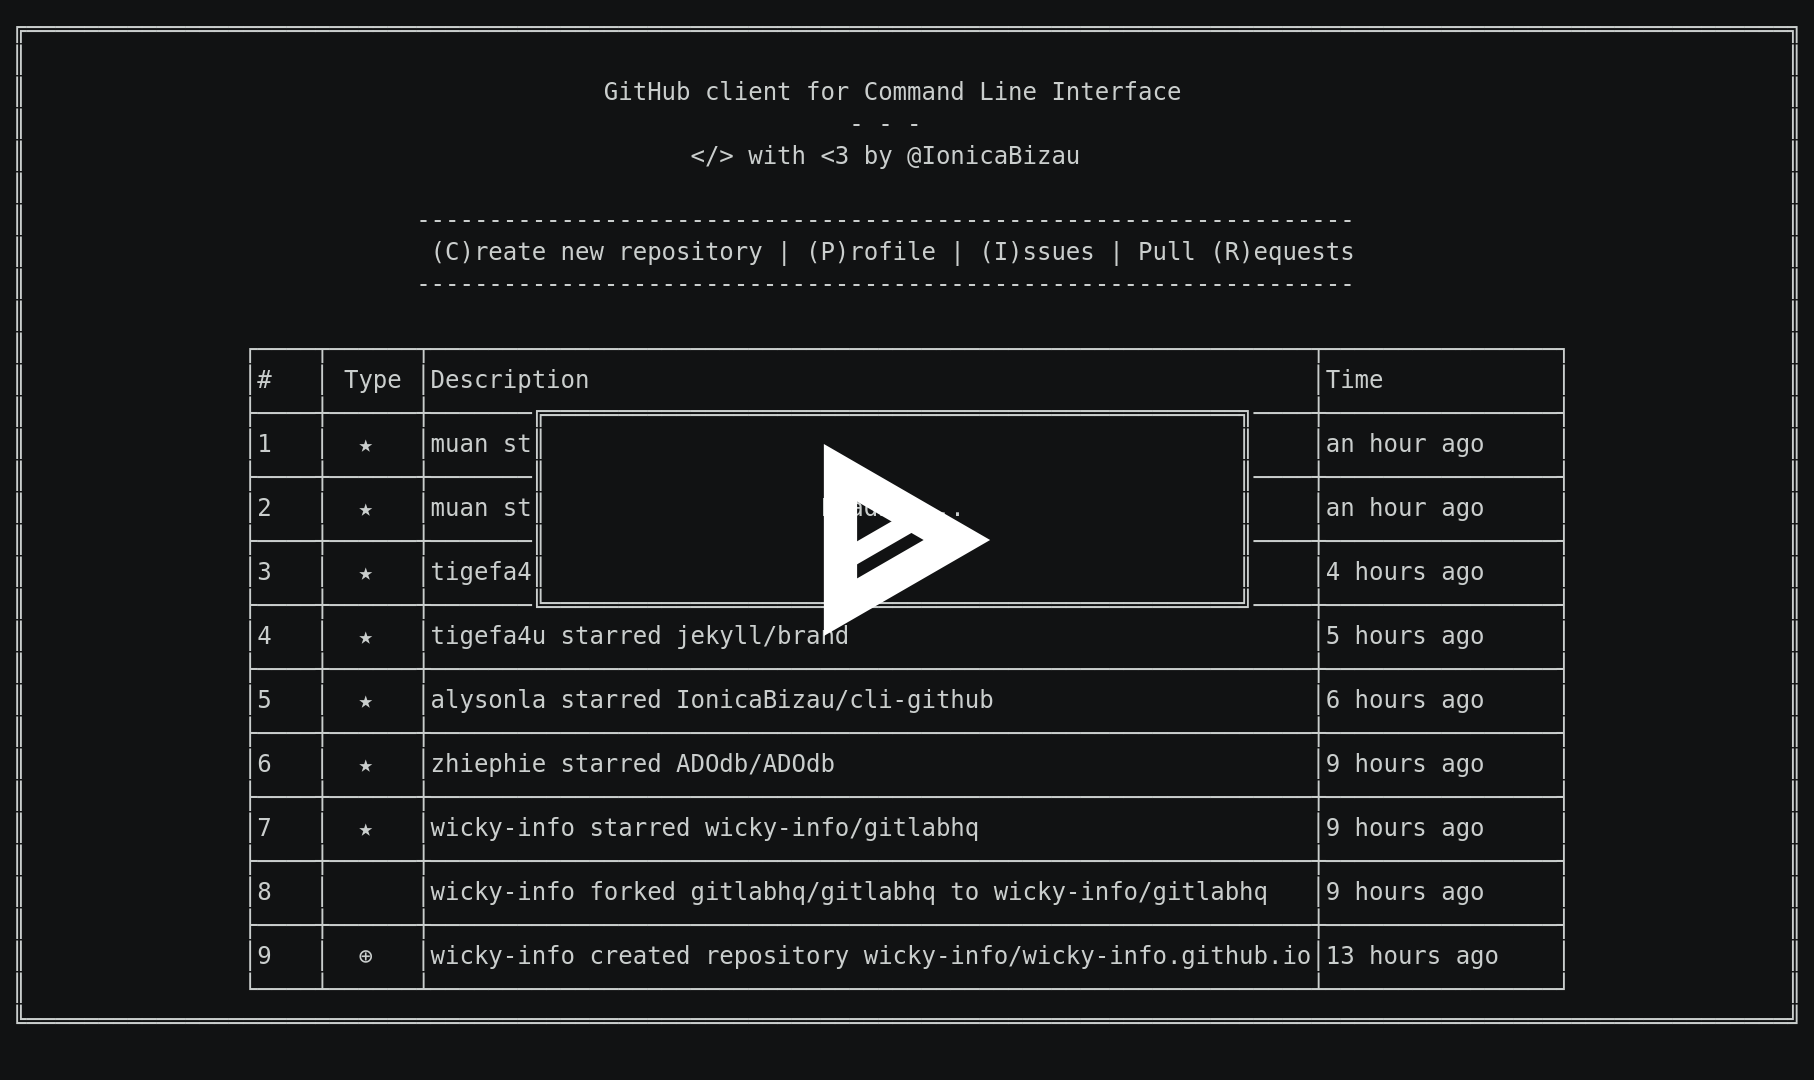 GitHub client for Command Line Interface
- - -
</> with <3 by @IonicaBizau
-----------------------------------------------------------------
(C)reate new repository | (P)rofile | (I)ssues | Pull (R)equests
-----------------------------------------------------------------
# Type Description Time
1 ★ muan st an hour ago
2 ★ muan st an hour ago
3 ★ tigefa4 4 hours ago
4 ★ tigefa4u starred jekyll/brand 5 hours ago
5 ★ alysonla starred IonicaBizau/cli-github 6 hours ago
6 ★ zhiephie starred ADOdb/ADOdb 9 hours ago
7 ★ wicky-info starred wicky-info/gitlabhq 9 hours ago
8 wicky-info forked gitlabhq/gitlabhq to wicky-info/gitlabhq 9 hours ago
9 ⊕ wicky-info created repository wicky-info/wicky-info.github.io 13 hours ago